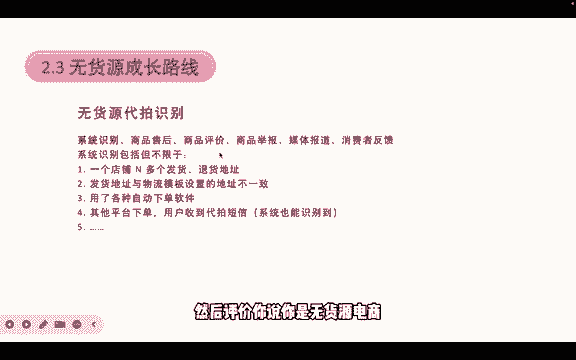 2.3 无货源成长路线
无货源代拍识别
系统识别、商品售后、商品评价、商品举报、媒体报道、消费者反馈
系统识别包括但不限于：
1. 一个店铺 N 多个发货、退货地址
2. 发货地址与物流模板设置的地址不一致
3. 用了各种自动下单软件
4. 其他平台下单，用户收到代拍短信（系统也能识别到）
5. ……
然后评价你说你是无货源电商